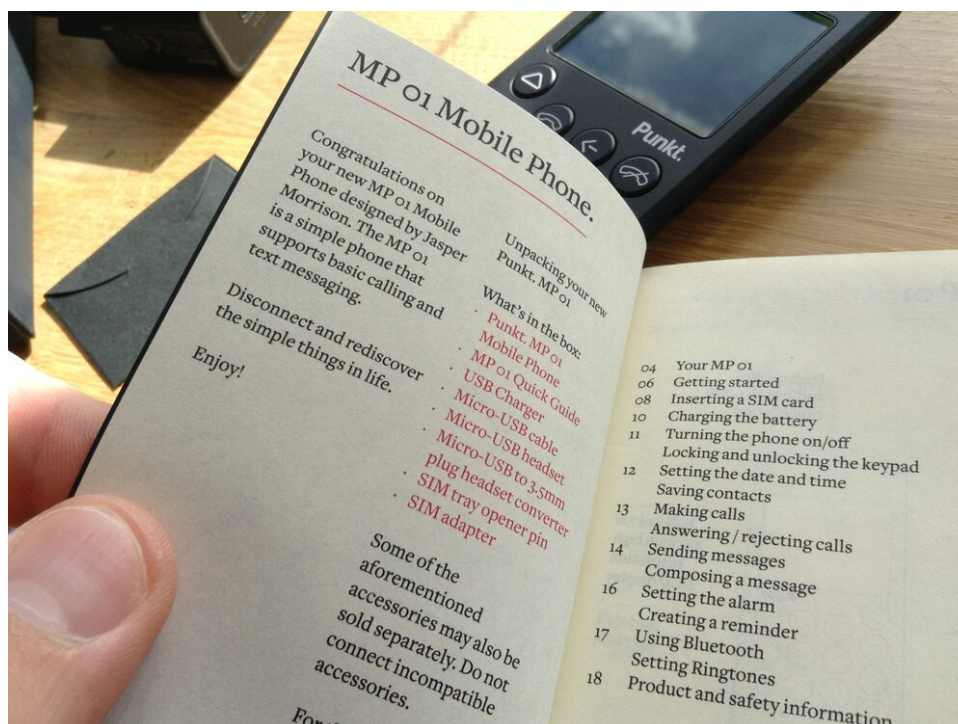 MP 01 Mobile Phone.
Congratulations on
your new MP 01 Mobile
Phone designed by Jasper
Morrison. The MP 01
is a simple phone that
supports basic calling and
text messaging.
Disconnect and rediscover
the simple things in life.
Enjoy!
Unpacking your new
Punkt. MP 01
What's in the box:
· Punkt. MP 01
Mobile Phone
· MP 01 Quick Guide
· USB Charger
· Micro-USB cable
· Micro-USB headset
· Micro-USB to 3.5mm
plug headset converter
· SIM tray opener pin
· SIM adapter
Some of the
aforementioned
accessories may also be
sold separately. Do not
connect incompatible
accessories.
Punkt.
04 Your MP 01
06 Getting started
08 Inserting a SIM card
10 Charging the battery
11 Turning the phone on/off
Locking and unlocking the keypad
12 Setting the date and time
Saving contacts
13 Making calls
Answering / rejecting calls
14 Sending messages
Composing a message
16 Setting the alarm
Creating a reminder
17 Using Bluetooth
Setting Ringtones
18 Product and safety information